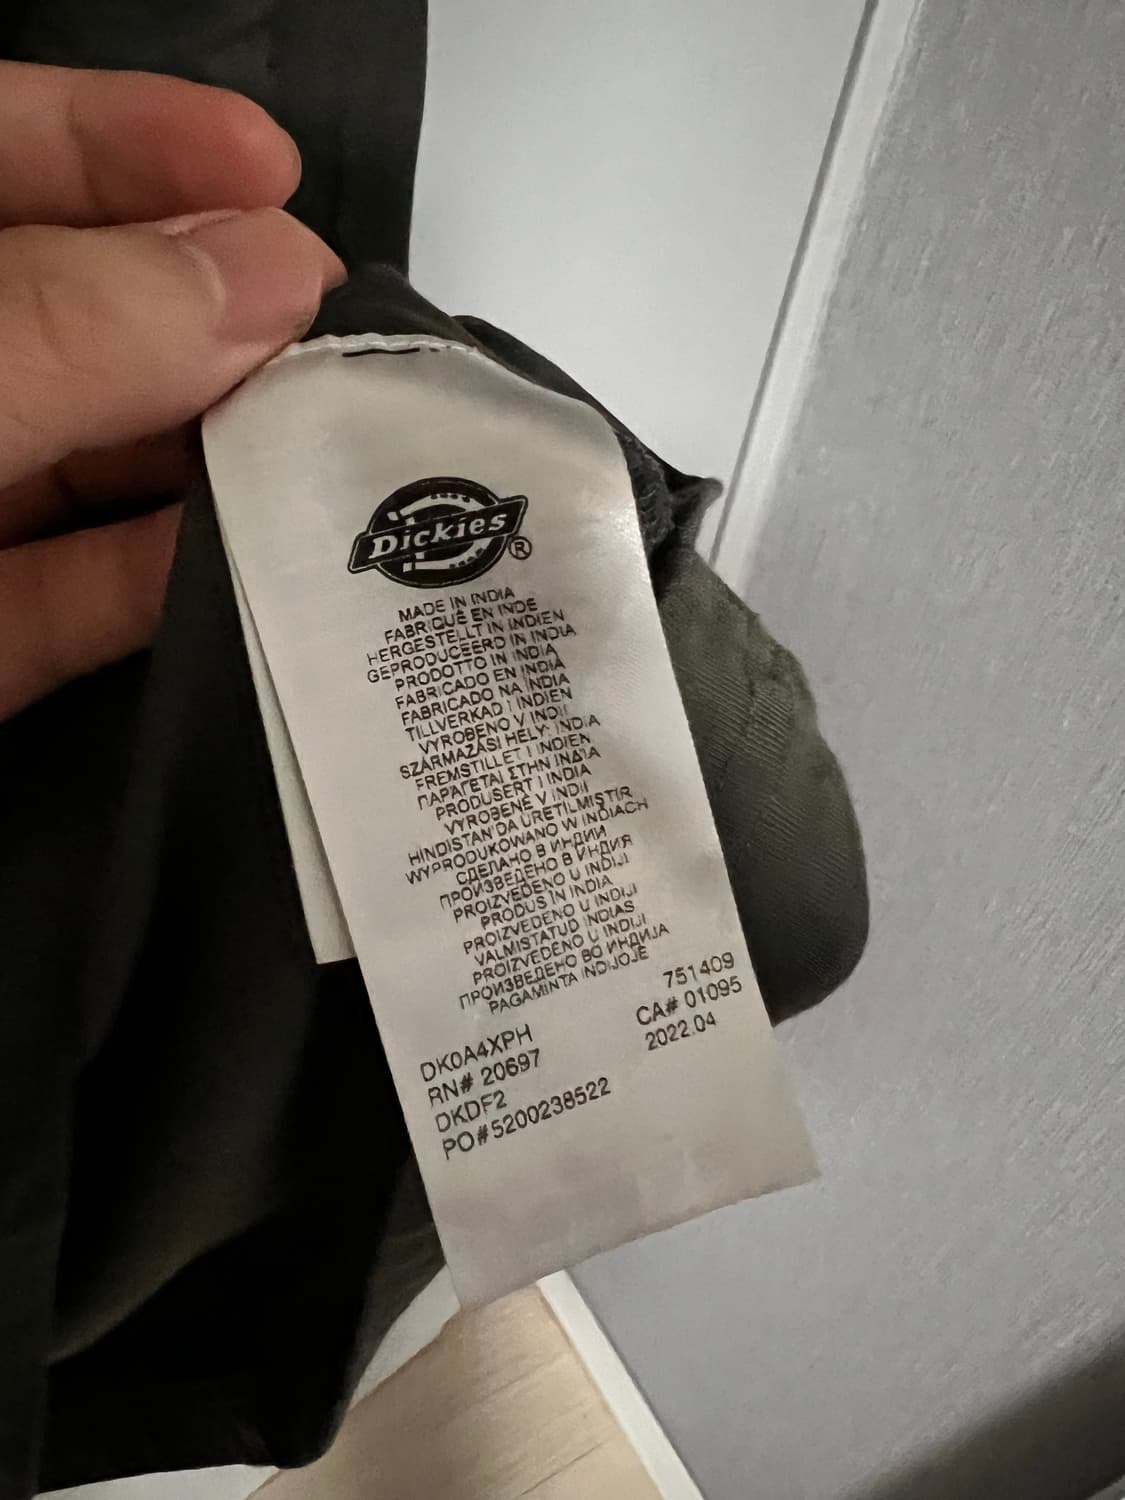 Dickies®
MADE IN INDIA
FABRIQUÉ EN INDE
HERGESTELLT IN INDIEN
GEPRODUCEERD IN INDIA
PRODOTTO IN INDIA
FABRICADO EN INDIA
FABRICADO NA INDIA
TILLVERKAD I INDIEN
VYROBENO V INDII
SZÁRMAZÁSI HELY: INDIA
FREMSTILLET I INDIEN
ΠΑΡΑΓΕΤΑΙ ΣΤΗΝ ΙΝΔΙΑ
PRODUSERT I INDIA
VYROBENÉ V INDII
HINDISTAN'DA ÜRETILMIŞTIR
WYPRODUKOWANO W INDIACH
СДЕЛАНО В ИНДИИ
ПРОИЗВЕДЕНО В ИНДИЯ
PROIZVEDENO U INDIJI
PRODUS IN INDIA
PROIZVEDENO U INDIJI
VALMISTATUD INDIAS
PROIZVEDENO U INDIJI
ПРОИЗВЕДЕНО ВО ИНДИЈА
PAGAMINTA INDIJOJE
751409
CA# 01095
2022.04
DK0A4XPH
RN# 20697
DKDF2
PO#5200238522